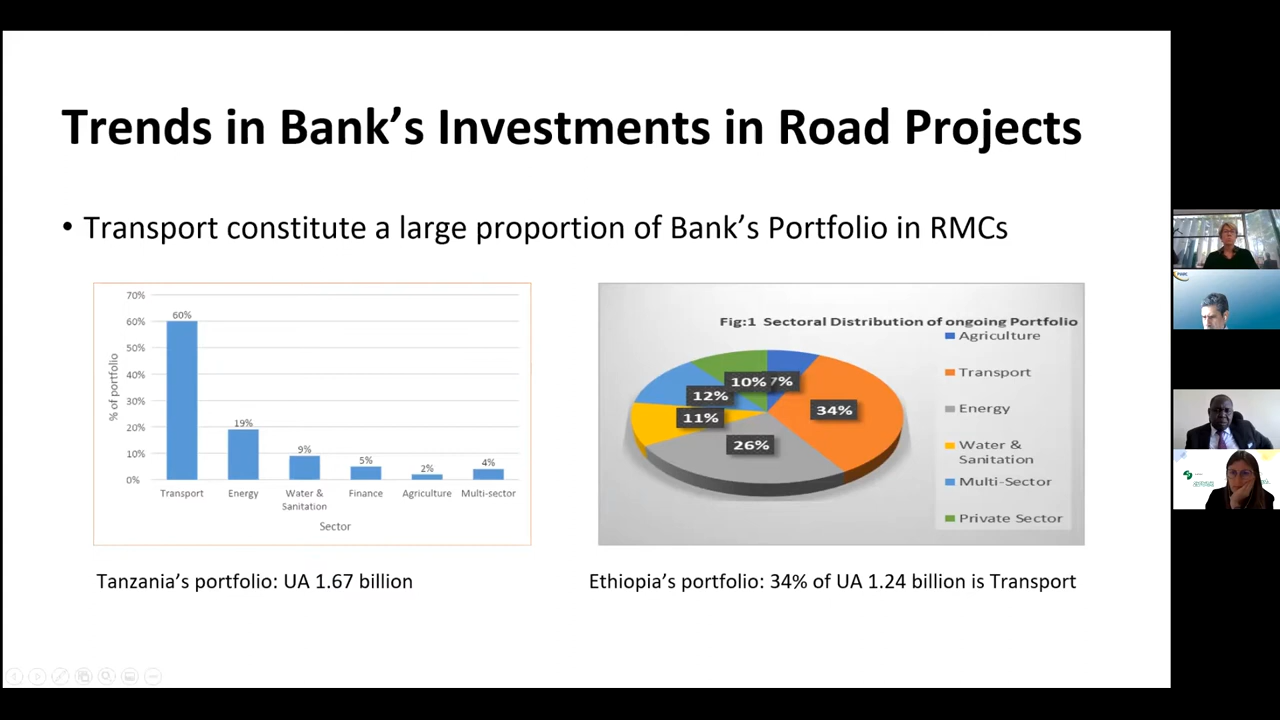 Trends in Bank’s Investments in Road Projects
• Transport constitute a large proportion of Bank’s Portfolio in RMCs
70%
60%
50%
40%
30%
20%
10%
0%
% of portfolio
60%
19%
9%
5%
2%
4%
Transport
Energy
Water &
Sanitation
Finance
Agriculture
Multi-sector
Sector
Fig:1 Sectoral Distribution of ongoing Portfolio
10%
7%
12%
11%
34%
26%
Agriculture
Transport
Energy
Water &
Sanitation
Multi-Sector
Private Sector
Tanzania’s portfolio: UA 1.67 billion
Ethiopia’s portfolio: 34% of UA 1.24 billion is Transport
PIARC